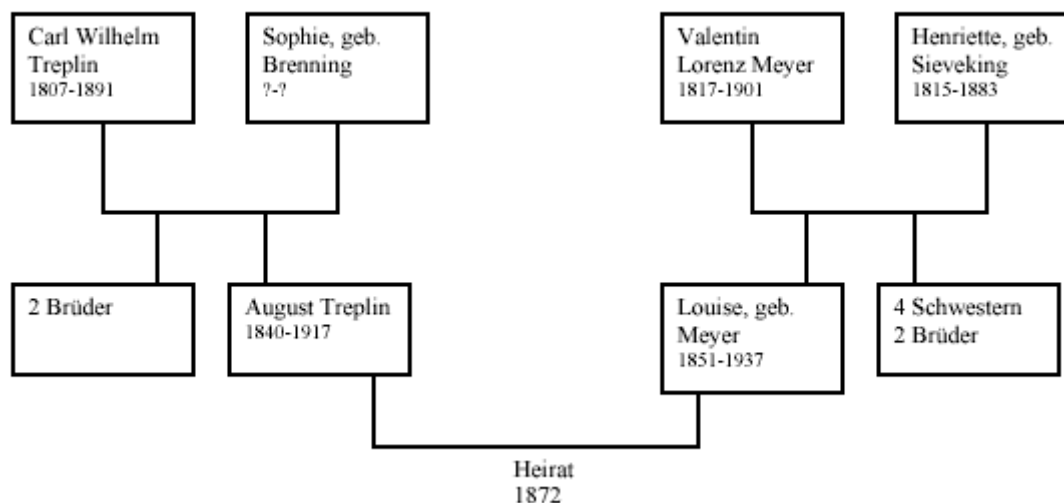 Carl Wilhelm
Treplin
1807-1891
Sophie, geb.
Brenning
?-?
Valentin
Lorenz Meyer
1817-1901
Henriette, geb.
Sieveking
1815-1883
2 Brüder
August Treplin
1840-1917
Louise, geb.
Meyer
1851-1937
4 Schwestern
2 Brüder
Heirat
1872